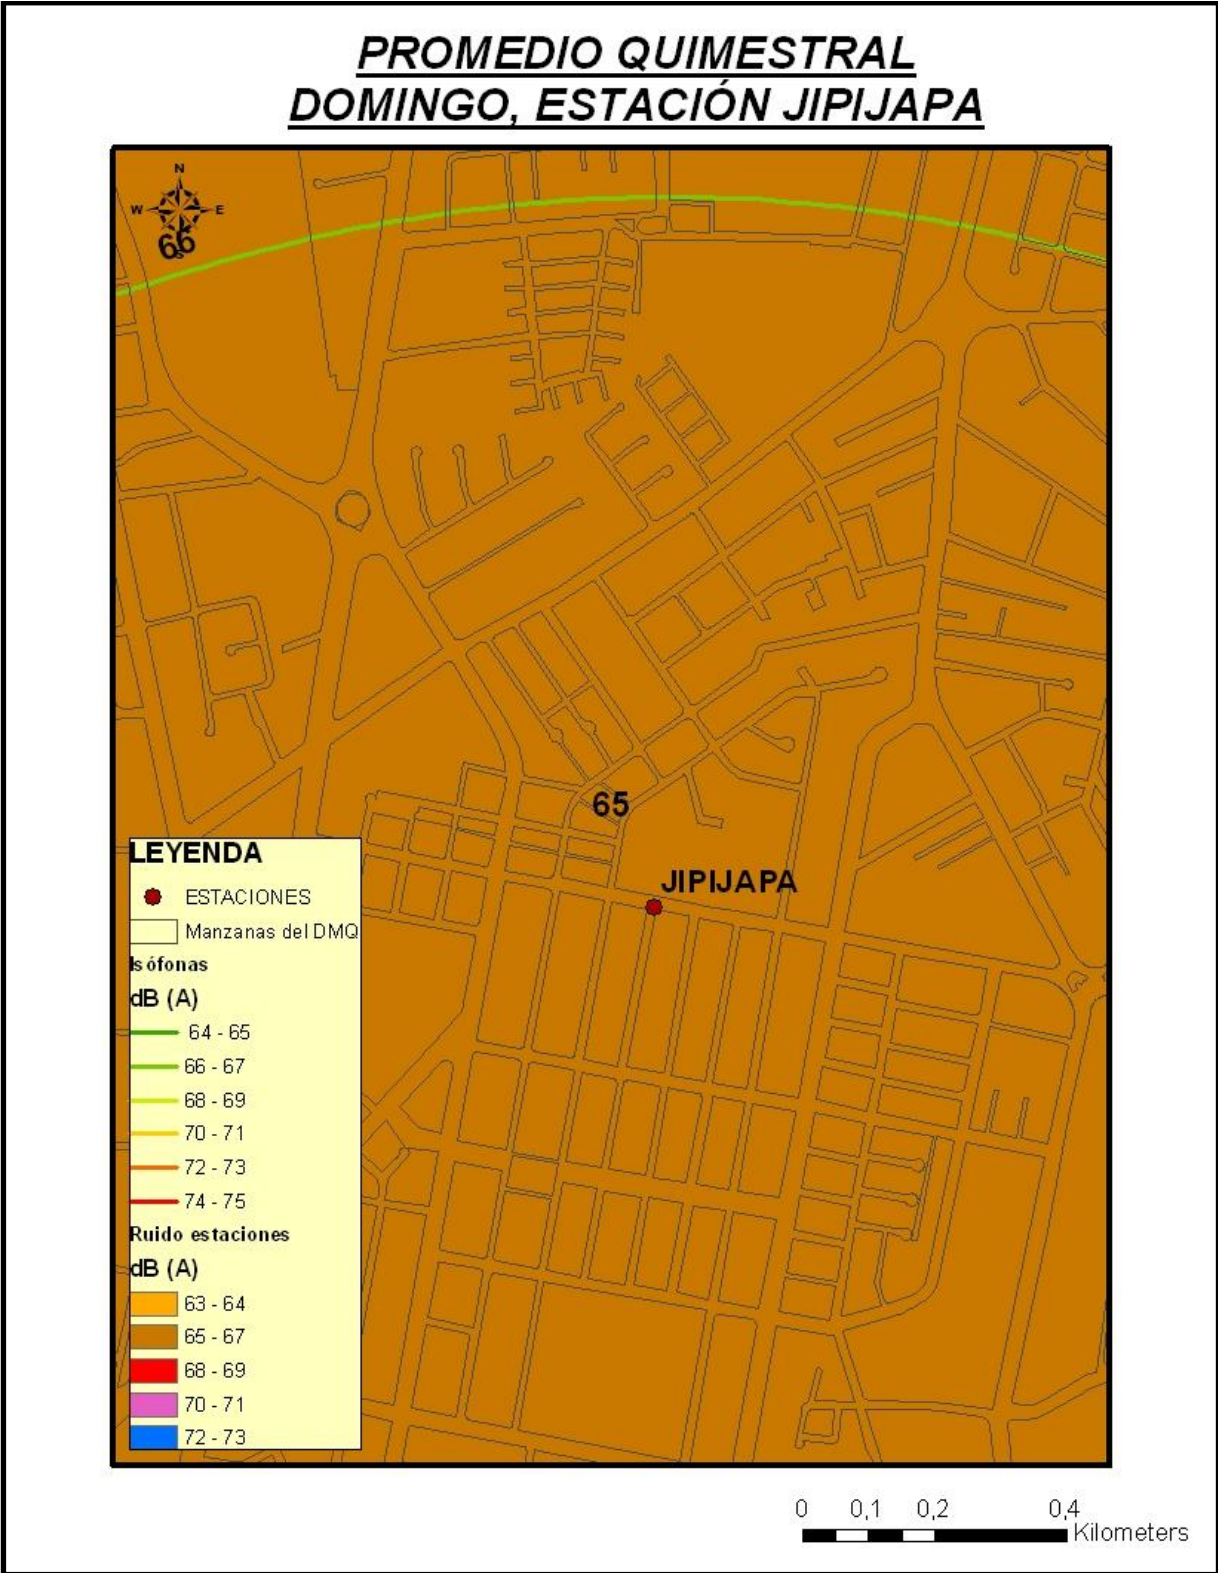 PROMEDIO QUIMESTRAL
DOMINGO, ESTACIÓN JIPIJAPA
N
W E
S
66
65
JIPIJAPA
LEYENDA
ESTACIONES
Manzanas del DMQ
Isófonas
dB (A)
64 - 65
66 - 67
68 - 69
70 - 71
72 - 73
74 - 75
Ruido estaciones
dB (A)
63 - 64
65 - 67
68 - 69
70 - 71
72 - 73
0 0,1 0,2 0,4
Kilometers